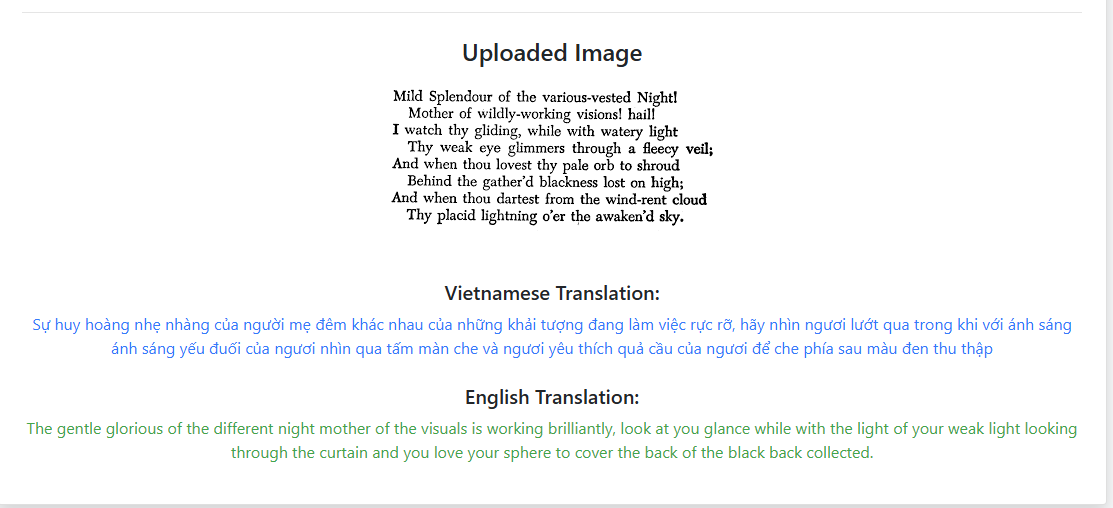 Uploaded Image
Mild Splendour of the various-vested Night!
Mother of wildly-working visions! hail!
I watch thy gliding, while with watery light
Thy weak eye glimmers through a fleecy veil;
And when thou lovest thy pale orb to shroud
Behind the gather'd blackness lost on high;
And when thou dartest from the wind-rent cloud
Thy placid lightning o'er the awaken'd sky.
Vietnamese Translation:
Sự huy hoàng nhẹ nhàng của người mẹ đêm khác nhau của những khải tượng đang làm việc rực rỡ, hãy nhìn ngươi lướt qua trong khi với ánh sáng
ánh sáng yếu đuối của ngươi nhìn qua tấm màn che và ngươi yêu thích quả cầu của ngươi để che phía sau màu đen thu thập
English Translation:
The gentle glorious of the different night mother of the visuals is working brilliantly, look at you glance while with the light of your weak light looking
through the curtain and you love your sphere to cover the back of the black back collected.